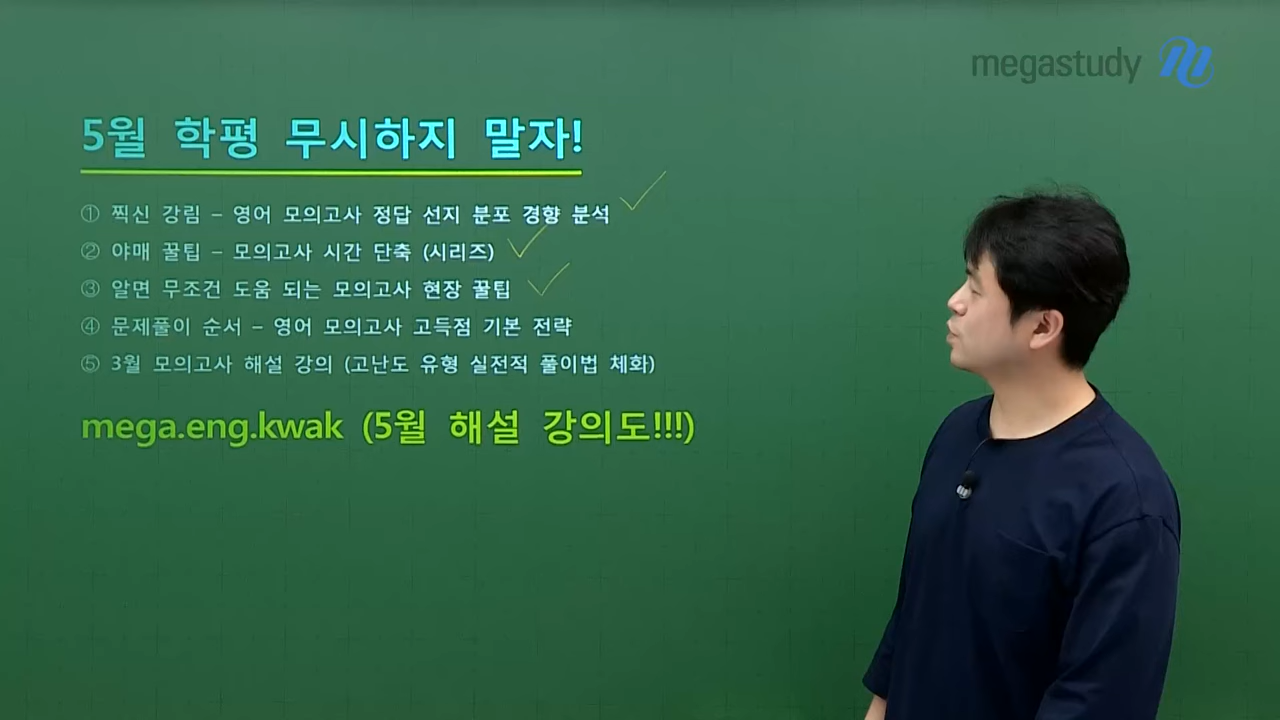 megastudy
5월 학평 무시하지 말자!
① 찍신 강림 – 영어 모의고사 정답 선지 분포 경향 분석
② 야매 꿀팁 – 모의고사 시간 단축 (시리즈)
③ 알면 무조건 도움 되는 모의고사 현장 꿀팁
④ 문제풀이 순서 – 영어 모의고사 고득점 기본 전략
⑤ 3월 모의고사 해설 강의 (고난도 유형 실전적 풀이법 체화)
mega.eng.kwak (5월 해설 강의도!!!)